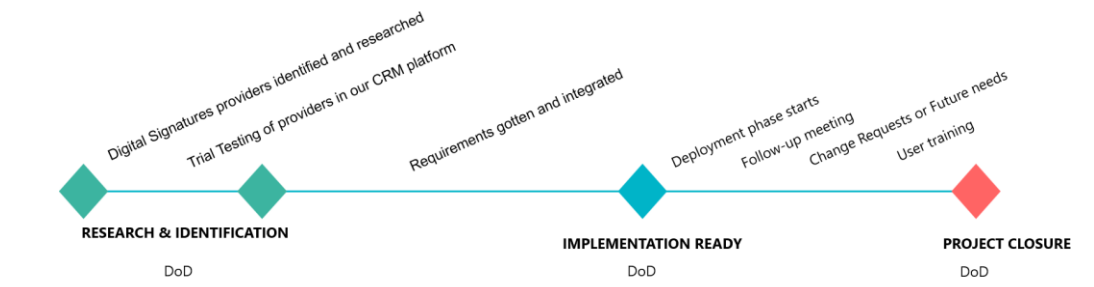 Digital Signatures providers identified and researched
Trial Testing of providers in our CRM platform
Requirements gotten and integrated
Deployment phase starts
Follow-up meeting
Change Requests or Future needs
User training
RESEARCH & IDENTIFICATION
IMPLEMENTATION READY
PROJECT CLOSURE
DoD
DoD
DoD